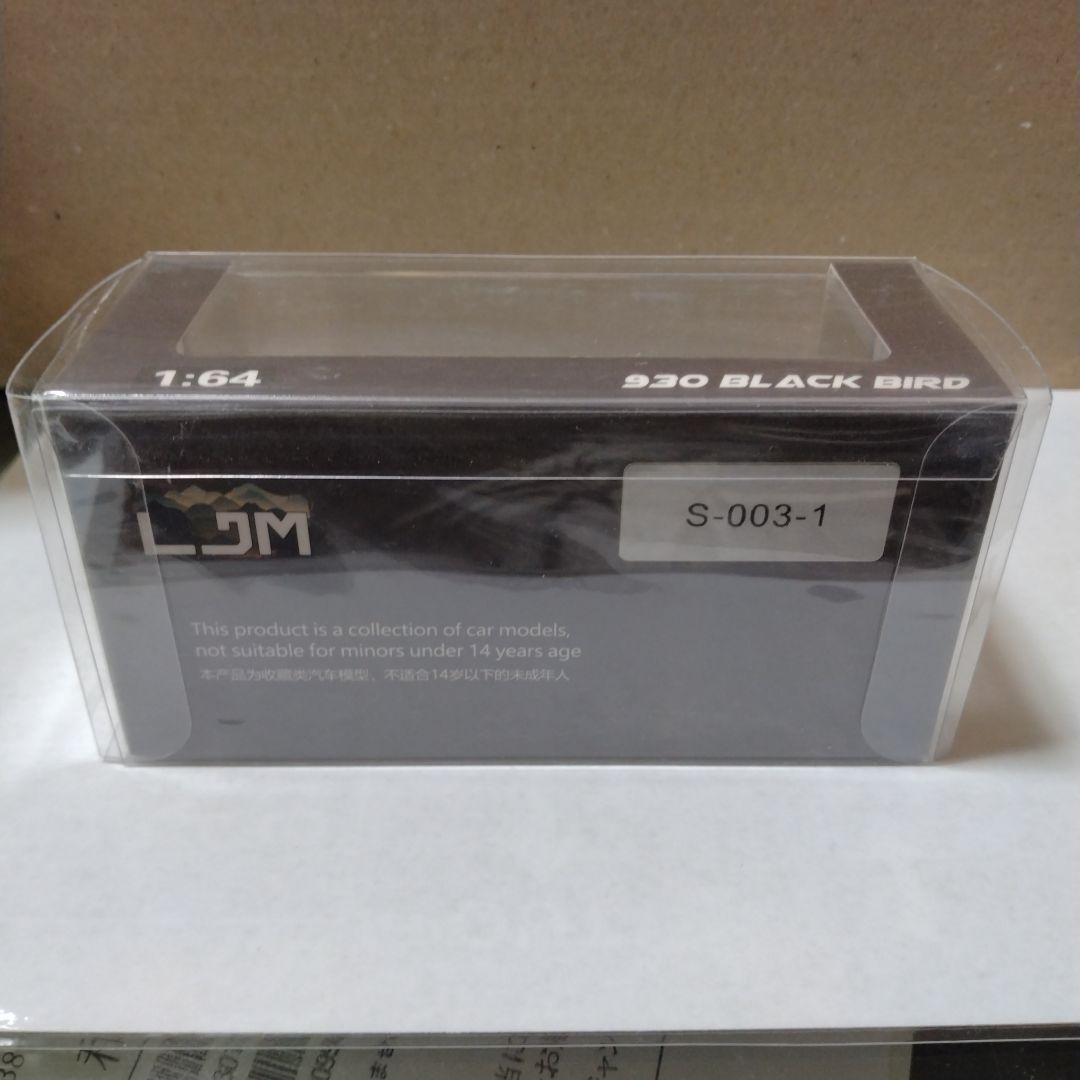 1:64
930 BLACK BIRD
LJM
S-003-1
This product is a collection of car models,
not suitable for minors under 14 years age
本产品为收藏类汽车模型，不适合14岁以下的未成年人
38